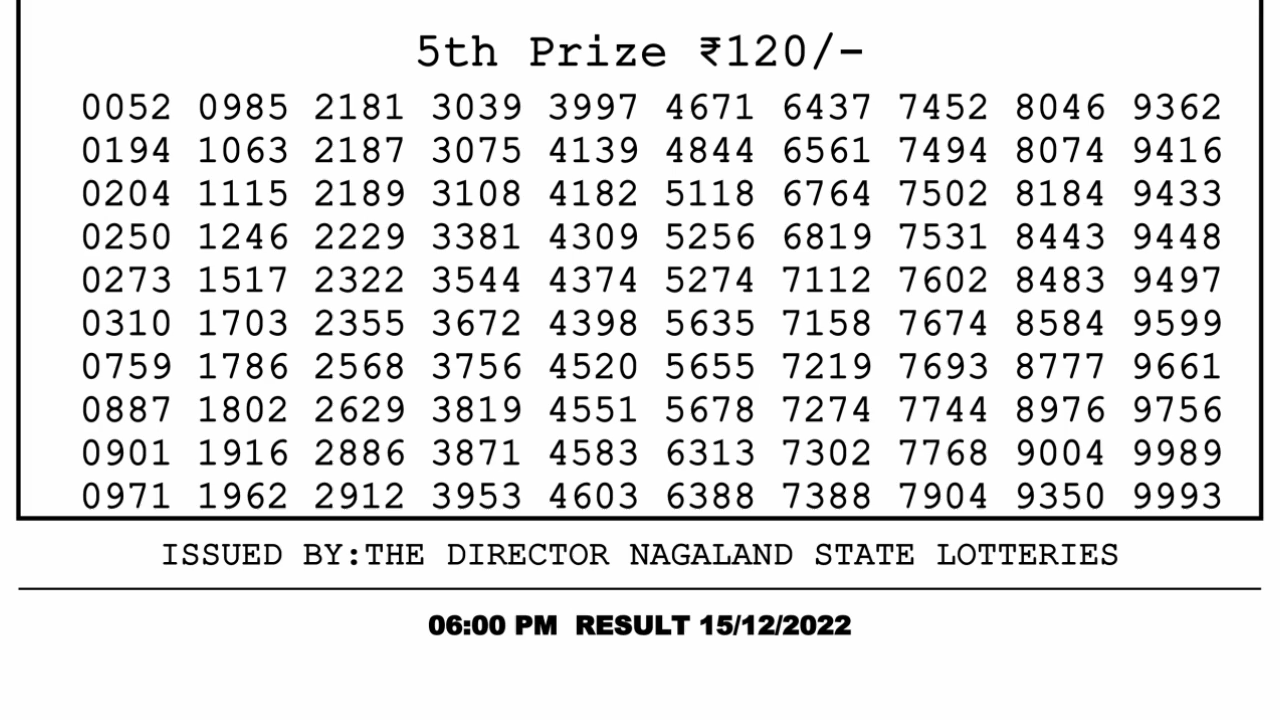 5th Prize ₹120/-
0052 0985 2181 3039 3997 4671 6437 7452 8046 9362
0194 1063 2187 3075 4139 4844 6561 7494 8074 9416
0204 1115 2189 3108 4182 5118 6764 7502 8184 9433
0250 1246 2229 3381 4309 5256 6819 7531 8443 9448
0273 1517 2322 3544 4374 5274 7112 7602 8483 9497
0310 1703 2355 3672 4398 5635 7158 7674 8584 9599
0759 1786 2568 3756 4520 5655 7219 7693 8777 9661
0887 1802 2629 3819 4551 5678 7274 7744 8976 9756
0901 1916 2886 3871 4583 6313 7302 7768 9004 9989
0971 1962 2912 3953 4603 6388 7388 7904 9350 9993
ISSUED BY:THE DIRECTOR NAGALAND STATE LOTTERIES
06:00 PM RESULT 15/12/2022